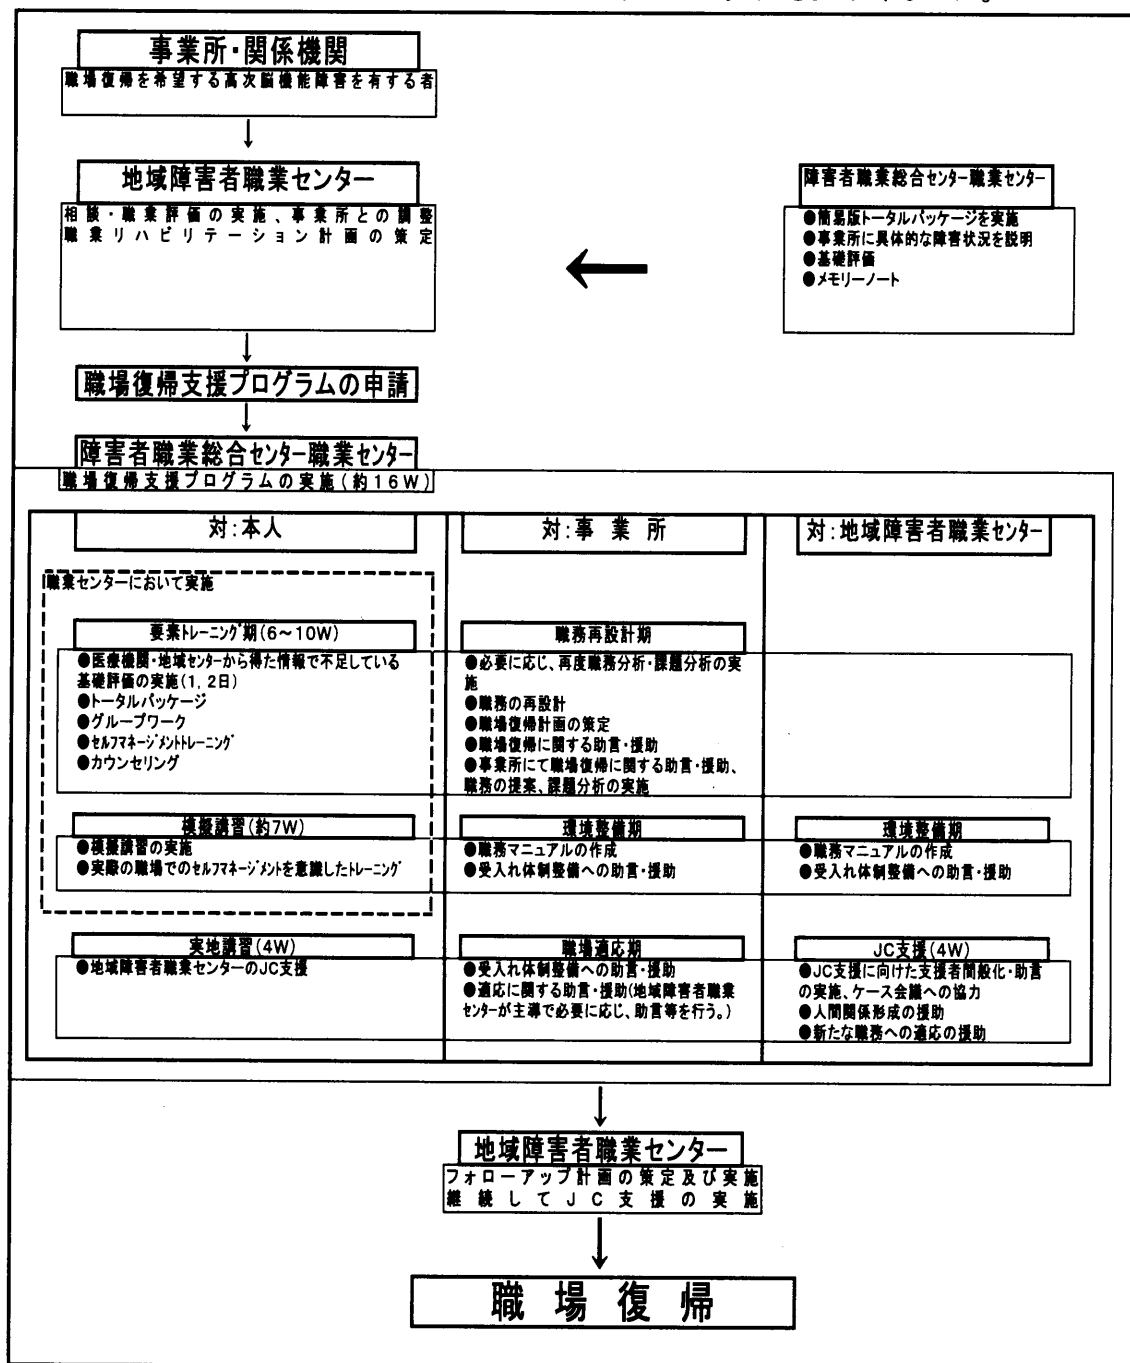 事業所・関係機関
職場復帰を希望する高次脳機能障害を有する者
地域障害者職業センター
相談・職業評価の実施、事業所との調整
職業リハビリテーション計画の策定
障害者職業総合センター職業センター
●簡易版トータルパッケージを実施
●事業所に具体的な障害状況を説明
●基礎評価
●メモリーノート
職場復帰支援プログラムの申請
障害者職業総合センター職業センター
職場復帰支援プログラムの実施(約16W)
対:本人
対:事業所
対:地域障害者職業センター
職業センターにおいて実施
要素トレーニング期(6~10W)
●医療機関・地域センターから得た情報で不足している
基礎評価の実施(1,2日)
●トータルパッケージ
●グループワーク
●セルフマネージメントトレーニング
●カウンセリング
職務再設計期
●必要に応じ、再度職務分析・課題分析の実
施
●職務の再設計
●職場復帰計画の策定
●職場復帰に関する助言・援助
●事業所にて職場復帰に関する助言・援助、
職務の提案、課題分析の実施
模擬講習(約7W)
●模擬講習の実施
●実際の職場でのセルフマネージメントを意識したトレーニング
環境整備期
●職務マニュアルの作成
●受入れ体制整備への助言・援助
環境整備期
●職務マニュアルの作成
●受入れ体制整備への助言・援助
実地講習(4W)
●地域障害者職業センターのJC支援
職場適応期
●受入れ体制整備への助言・援助
●適応に関する助言・援助(地域障害者職業
センターが主導で必要に応じ、助言等を行う。)
JC支援(4W)
●JC支援に向けた支援者間般化・助言
の実施、ケース会議への協力
●人間関係形成の援助
●新たな職務への適応の援助
地域障害者職業センター
フォローアップ計画の策定及び実施
継続してJC支援の実施
職場復帰